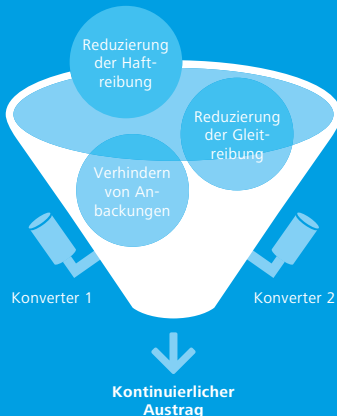 Reduzierung
der Haft-
reibung
Reduzierung
der Gleit-
reibung
Verhindern
von An-
backungen
Konverter 1
Konverter 2
Kontinuierlicher
Austrag